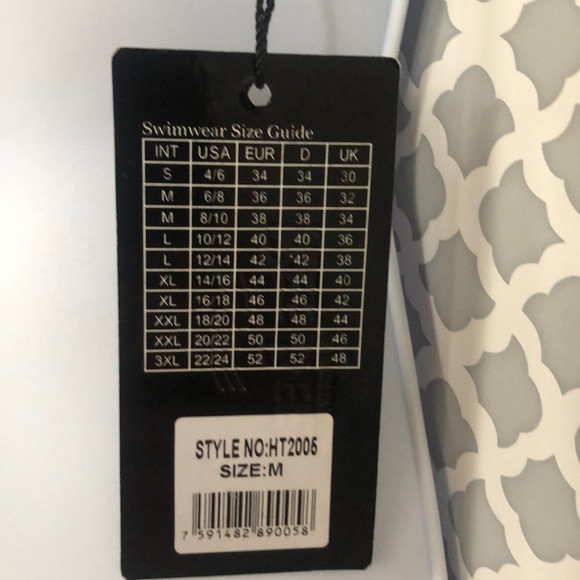 Swimwear Size Guide
INT USA EUR D UK
S 4/6 34 34 30
M 6/8 36 36 32
M 8/10 38 38 34
L 10/12 40 40 36
L 12/14 42 42 38
XL 14/16 44 44 40
XL 16/18 46 46 42
XXL 18/20 48 48 44
XXL 20/22 50 50 46
3XL 22/24 52 52 48
STYLE NO:HT2005
SIZE:M
7 591482 890058